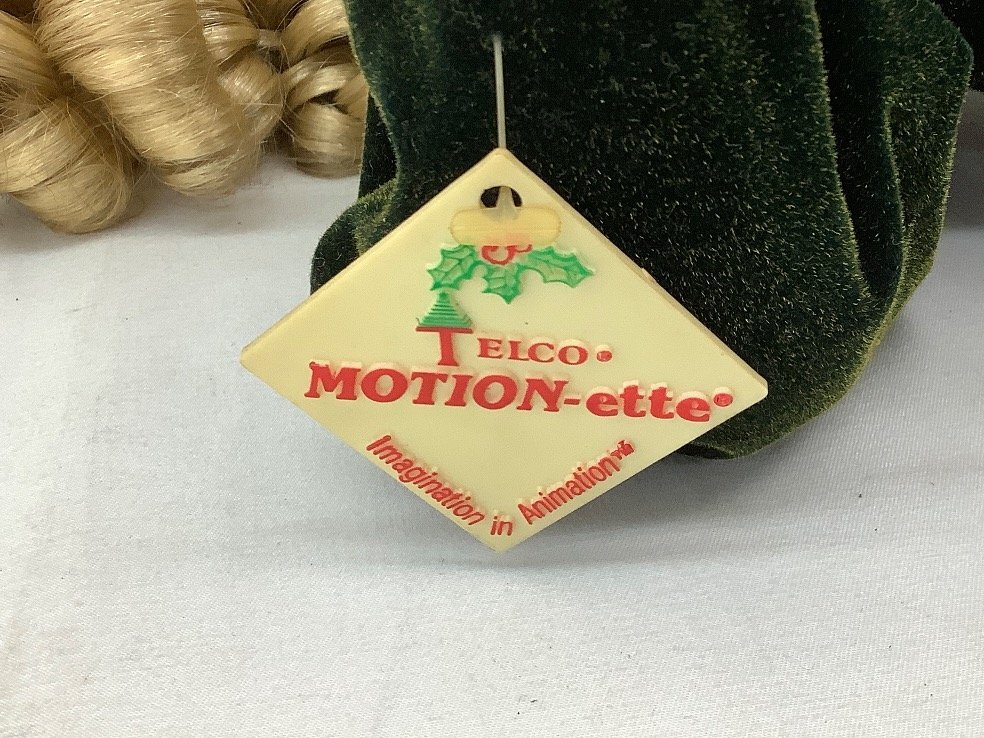 TELCO®
MOTION-ette®
Imagination in Animation™